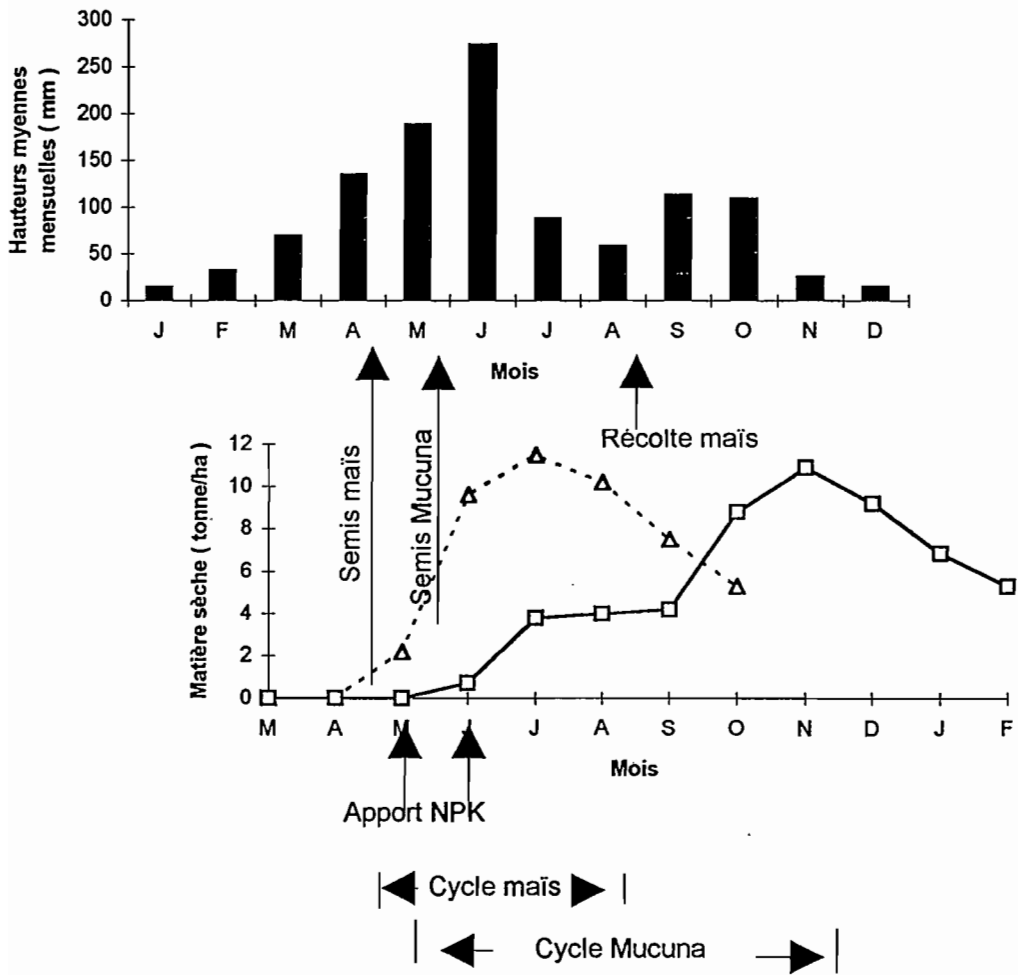 Hauteurs myennes
mensuelles ( mm )
300
250
200
150
100
50
0
J F M A M J J A S O N D
Mois
Semis maïs
Semis Mucuna
Récolte maïs
Matière sèche ( tonne/ha )
12
10
8
6
4
2
0
M A M J A S O N D J F
Mois
Apport NPK
Cycle maïs
Cycle Mucuna